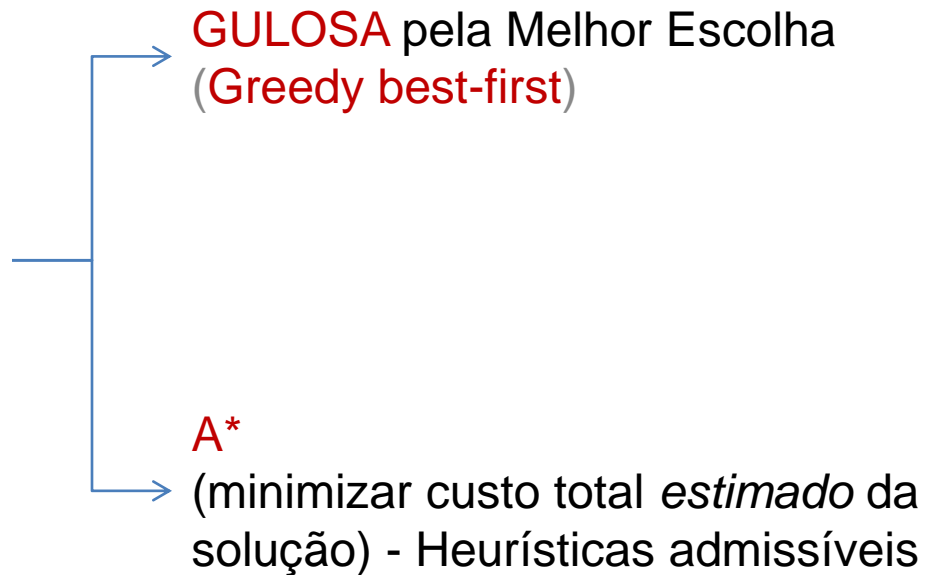 GULOSA pela Melhor Escolha
(Greedy best-first)
A*
(minimizar custo total estimado da
solução) - Heurísticas admissíveis